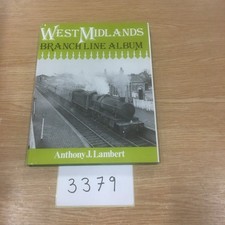 WEST MIDLANDS
BRANCH LINE ALBUM
Anthony J. Lambert
3379